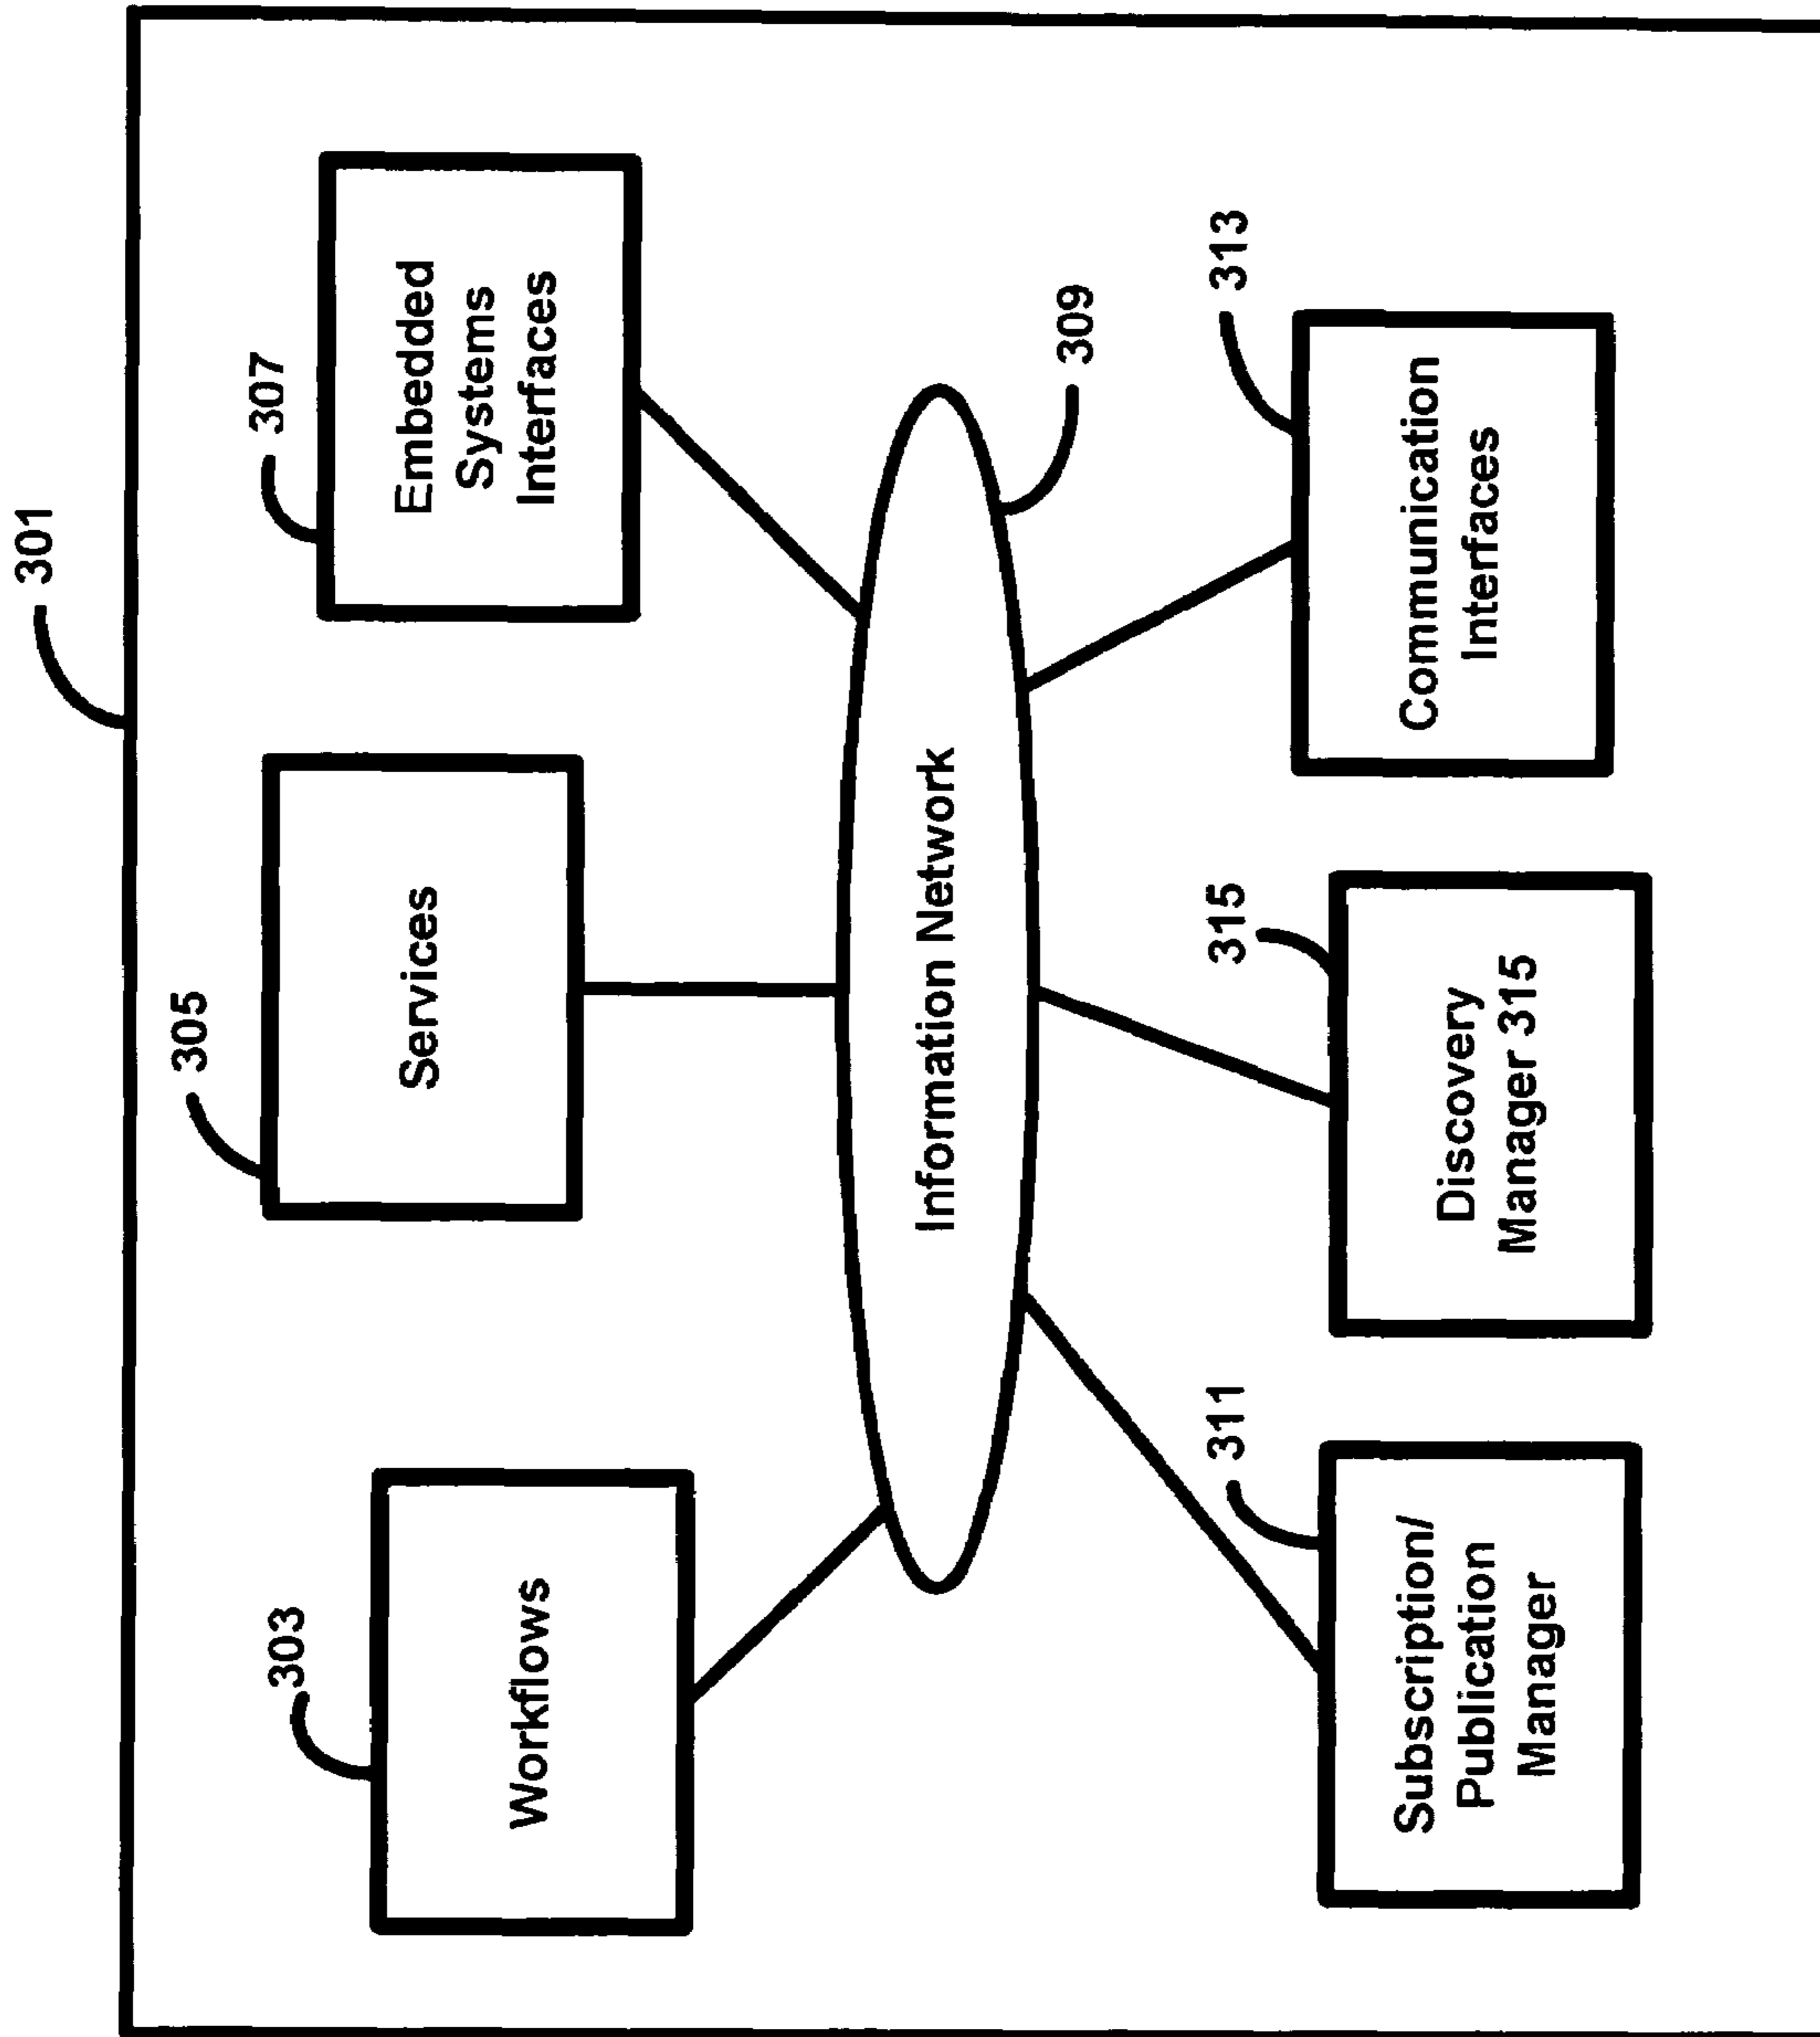 301
303
305
307
Workflows
Services
Embedded
Systems
Interfaces
Information Network
309
311
315
313
Subscription/
Publication
Manager
Discovery
Manager 315
Communication
Interfaces